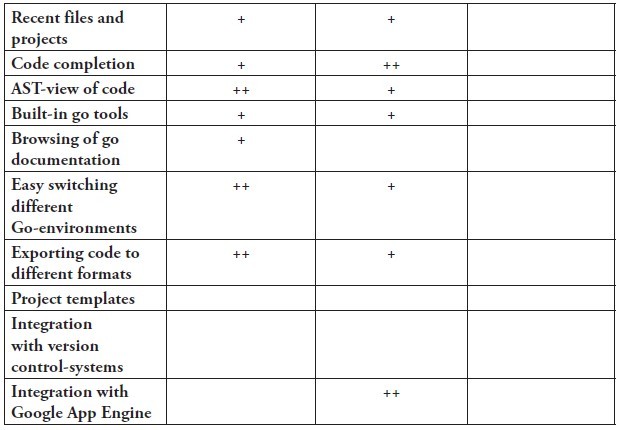 Recent files and + +
projects
Code completion + ++
AST-view of code ++ +
Built-in go tools + +
Browsing of go +
documentation
Easy switching ++ +
different
Go-environments
Exporting code to ++ +
different formats
Project templates
Integration
with version
control-systems
Integration with ++
Google App Engine